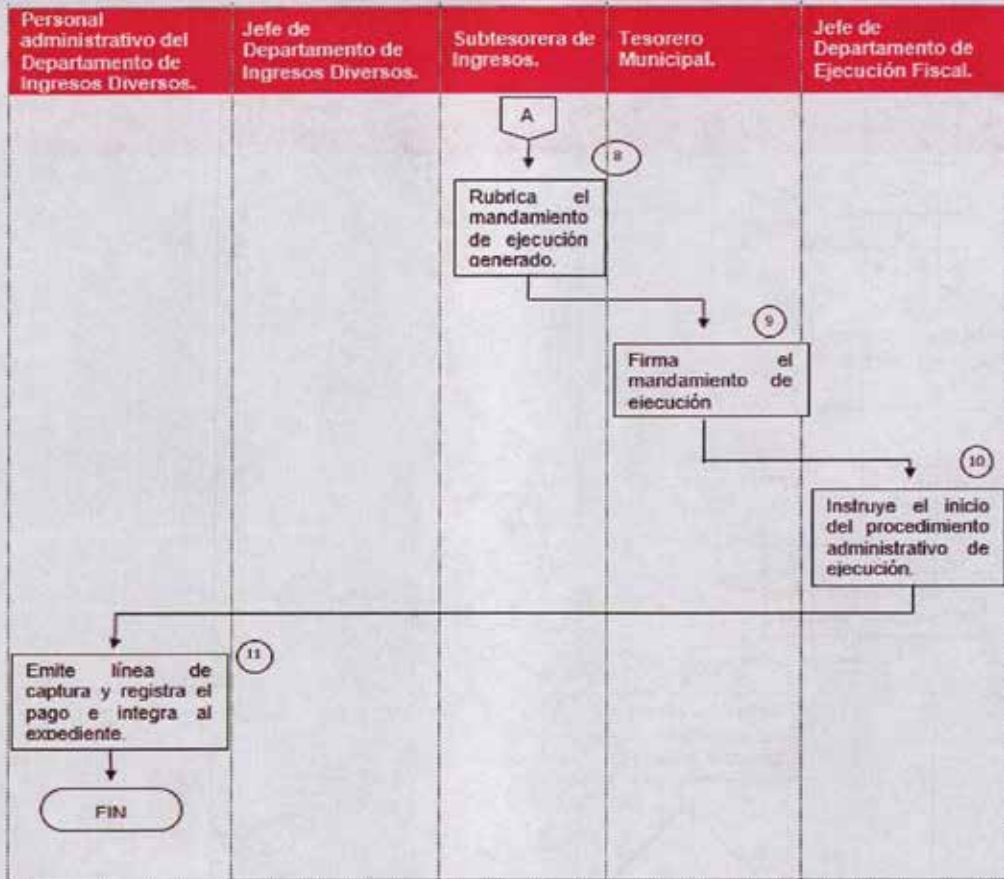 Personal
administrativo del
Departamento de
Ingresos Diversos.
Jefe de
Departamento de
Ingresos Diversos.
Subtesorera de
Ingresos.
Tesorero
Municipal.
Jefe de
Departamento de
Ejecución Fiscal.
A
8
Rubrica el
mandamiento
de ejecución
generado.
9
Firma el
mandamiento de
ejecución
10
Instruye el inicio
del procedimiento
administrativo de
ejecución.
11
Emite línea de
captura y registra el
pago e integra al
expediente.
FIN